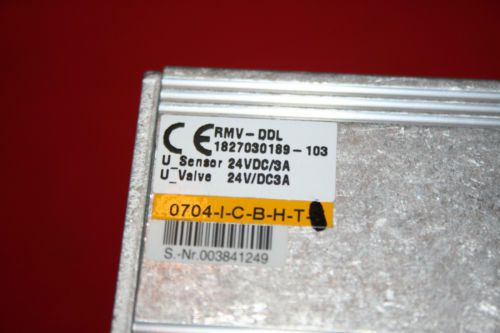 CE RMV-DDL
1827030189-103
U_Sensor 24VDC/3A
U_Valve 24V/DC3A
0704-I-C-B-H-T-
S.-Nr.003841249